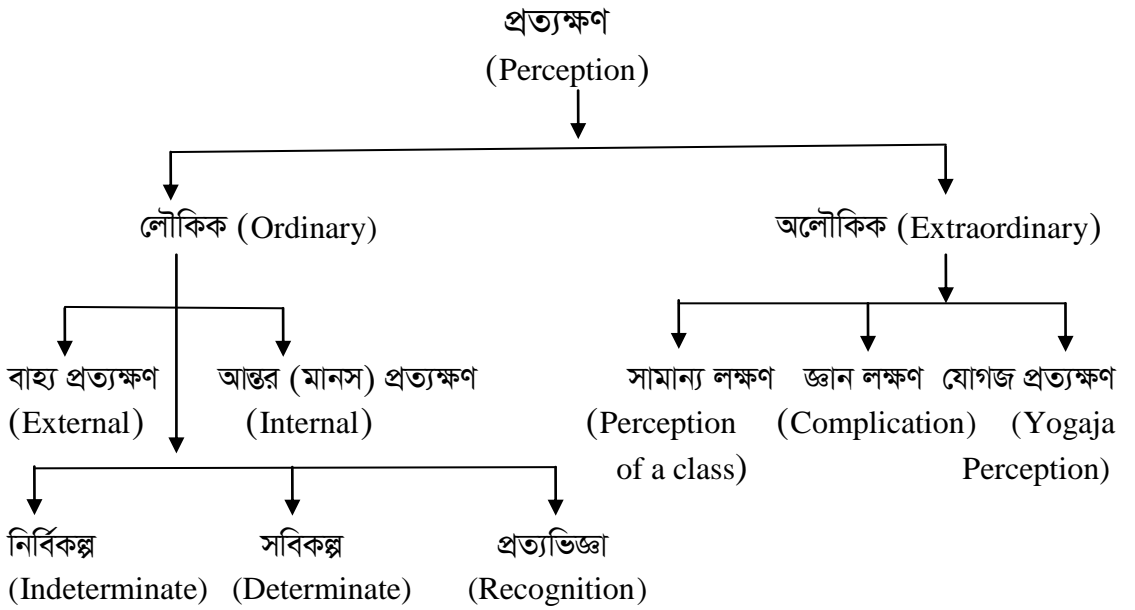 প্রত্যক্ষণ
(Perception)
লৌকিক (Ordinary) অলৌকিক (Extraordinary)
বাহ্য প্রত্যক্ষণ আন্তর (মানস) প্রত্যক্ষণ সামান্য লক্ষণ জ্ঞান লক্ষণ যোগজ প্রত্যক্ষণ
(External) (Internal) (Perception (Complication) (Yogaja
of a class) Perception)
নির্বিকল্প সবিকল্প প্রত্যভিজ্ঞা
(Indeterminate) (Determinate) (Recognition)